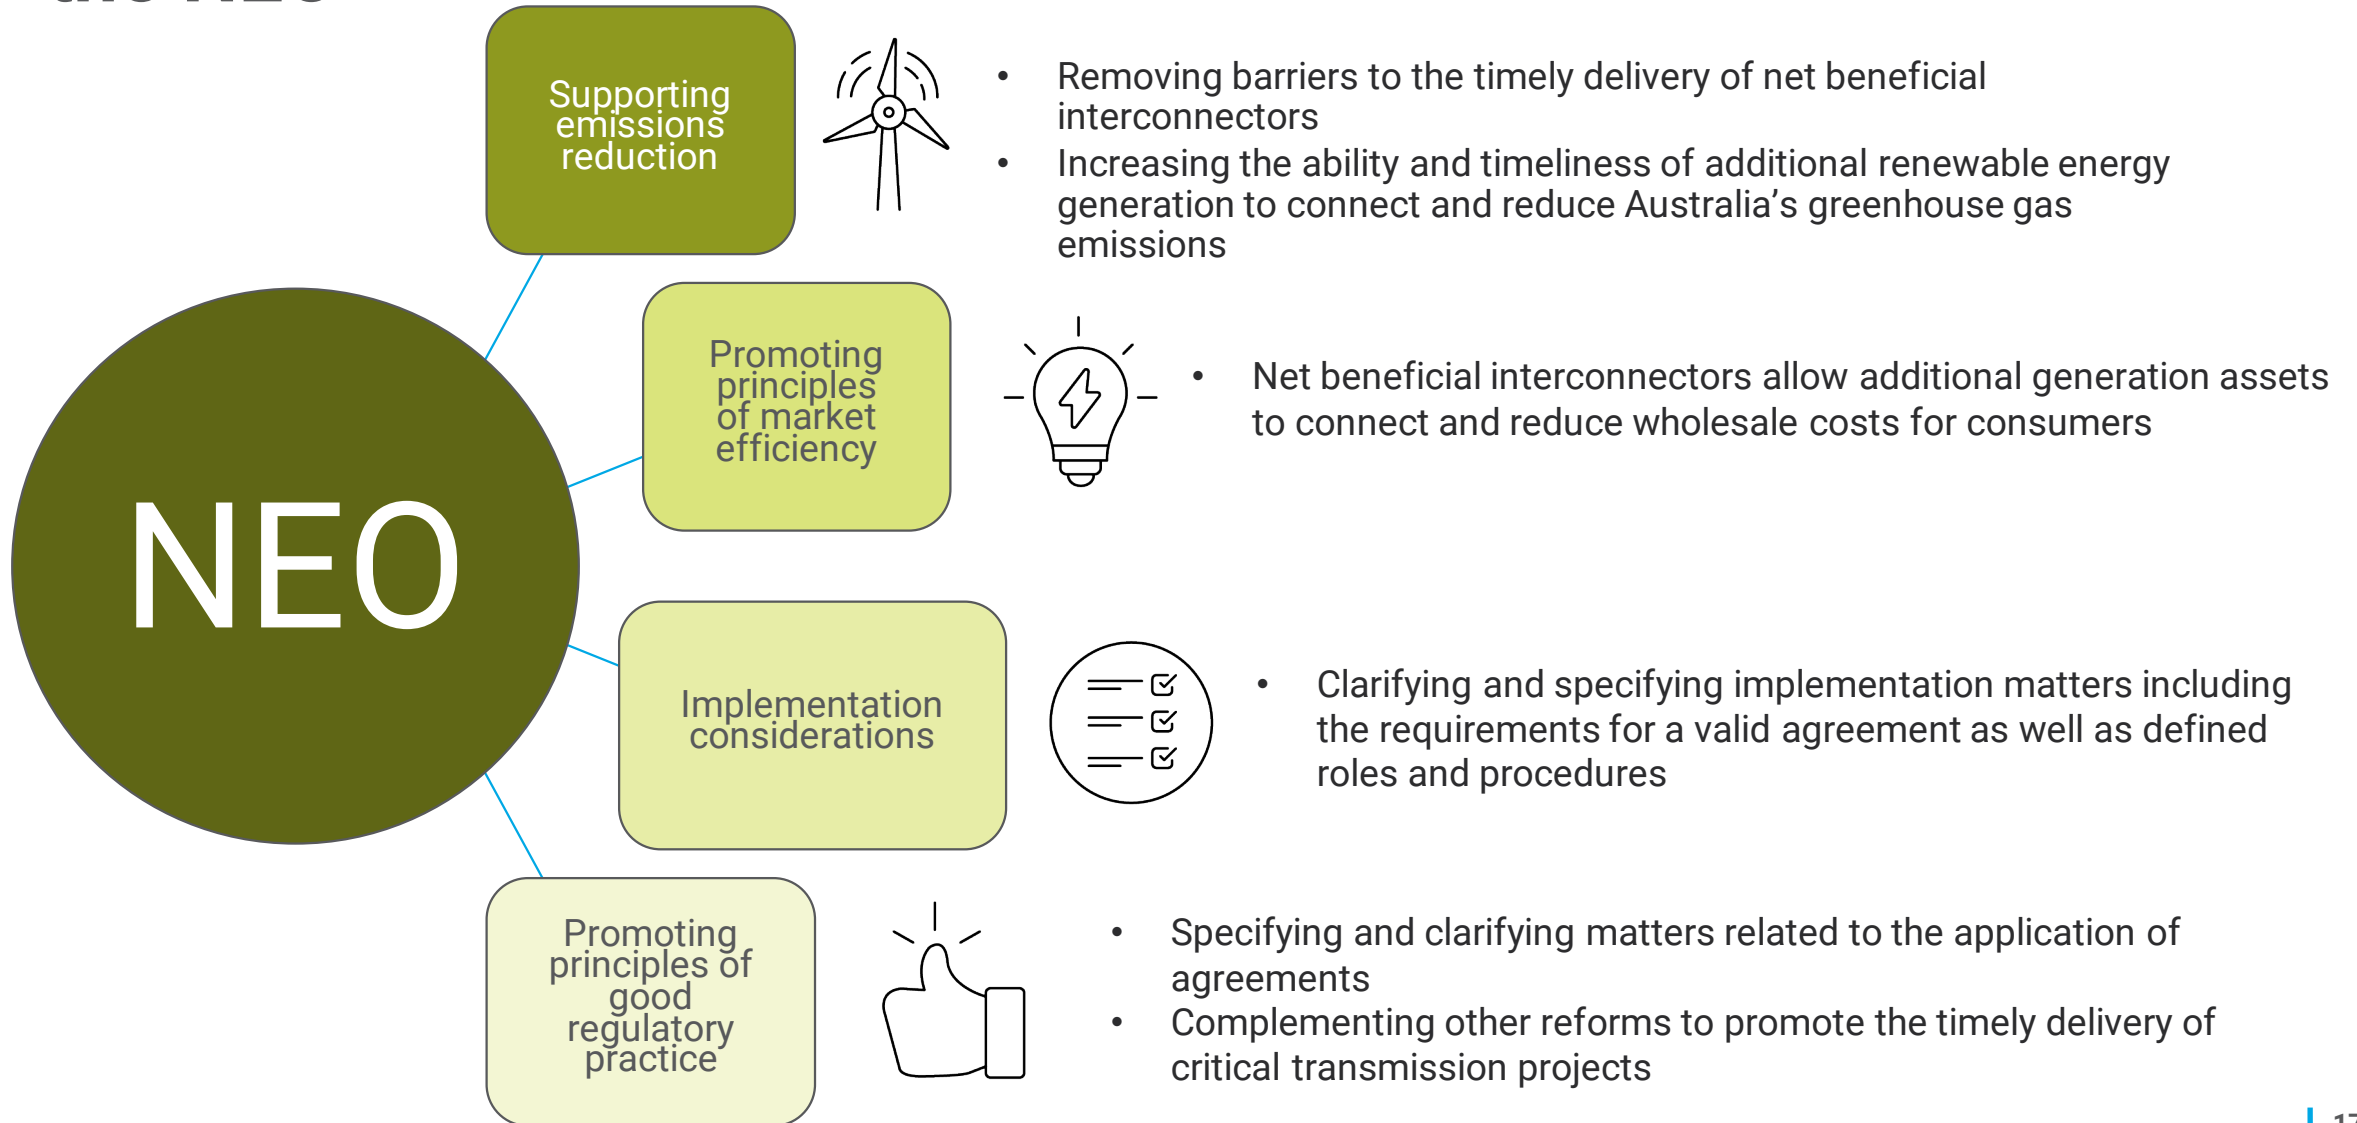 the NEO
Supporting
emissions
reduction
• Removing barriers to the timely delivery of net beneficial
interconnectors
• Increasing the ability and timeliness of additional renewable energy
generation to connect and reduce Australia’s greenhouse gas
emissions
NEO
Promoting
principles
of market
efficiency
• Net beneficial interconnectors allow additional generation assets
to connect and reduce wholesale costs for consumers
Implementation
considerations
• Clarifying and specifying implementation matters including
the requirements for a valid agreement as well as defined
roles and procedures
Promoting
principles of
good
regulatory
practice
• Specifying and clarifying matters related to the application of
agreements
• Complementing other reforms to promote the timely delivery of
critical transmission projects
17